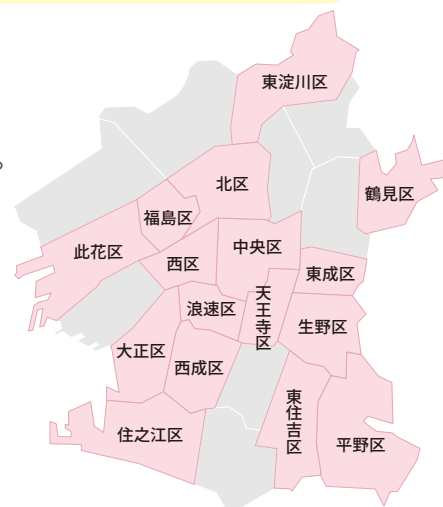 東淀川区
。
北区
鶴見区
福島区
此花区
西区
中央区
東成区
浪速区
天王寺区
生野区
大正区
西成区
東住吉区
住之江区
平野区